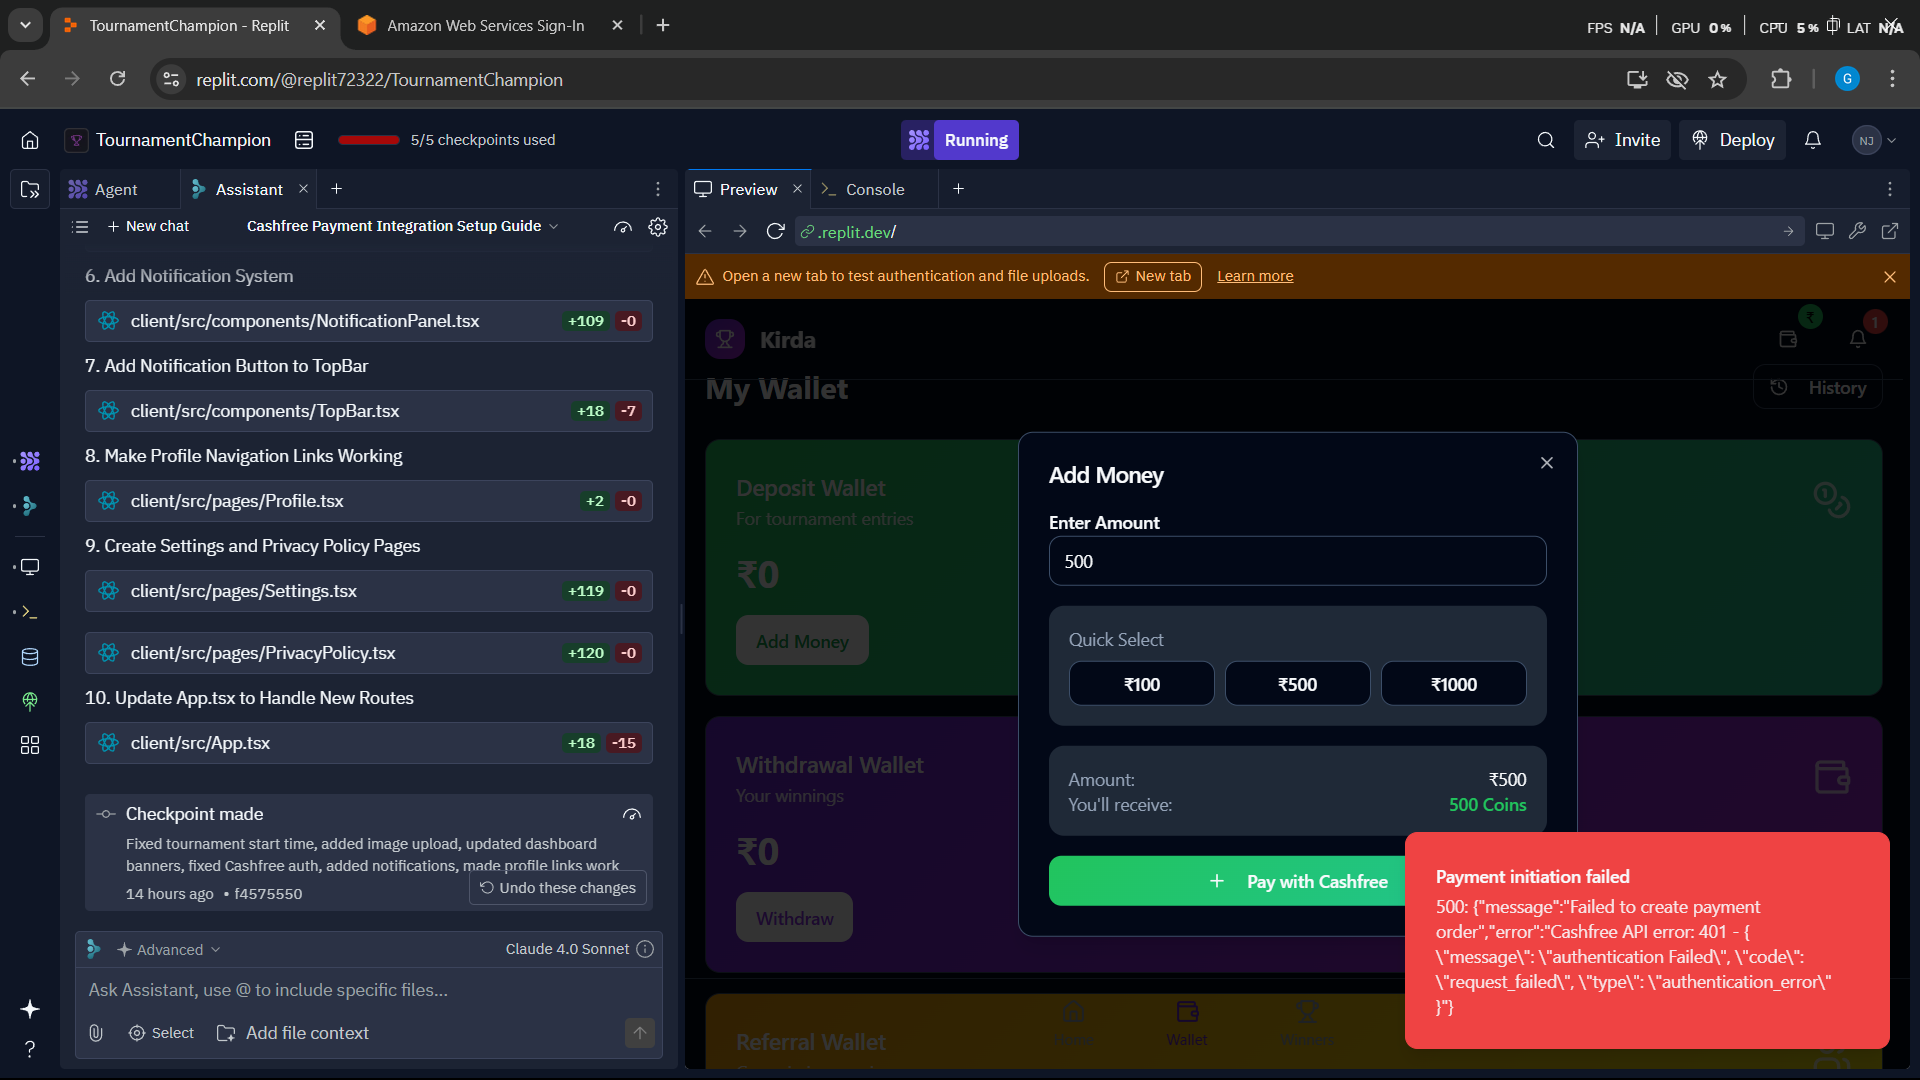 TournamentChampion - Replit
Amazon Web Services Sign-In
FPS N/A GPU 0% CPU 5% LAT N/A
replit.com/@replit72322/TournamentChampion
G
TournamentChampion
5/5 checkpoints used
Running
Invite
Deploy
NJ
Agent
Assistant
Preview
Console
New chat
Cashfree Payment Integration Setup Guide
.replit.dev/
Open a new tab to test authentication and file uploads.
New tab
Learn more
6. Add Notification System
client/src/components/NotificationPanel.tsx +109 -0
7. Add Notification Button to TopBar
client/src/components/TopBar.tsx +18 -7
8. Make Profile Navigation Links Working
client/src/pages/Profile.tsx +2 -0
9. Create Settings and Privacy Policy Pages
client/src/pages/Settings.tsx +119 -0
client/src/pages/PrivacyPolicy.tsx +120 -0
10. Update App.tsx to Handle New Routes
client/src/App.tsx +18 -15
Checkpoint made
Fixed tournament start time, added image upload, updated dashboard
banners, fixed Cashfree auth, added notifications, made profile links work
14 hours ago • f4575550
Undo these changes
Advanced
Claude 4.0 Sonnet
Ask Assistant, use @ to include specific files...
Select
Add file context
?
Kirda
₹
1
My Wallet
History
Deposit Wallet
For tournament entries
₹0
Add Money
Withdrawal Wallet
Your winnings
₹0
Withdraw
Referral Wallet
Wallet
Add Money
Enter Amount
500
Quick Select
₹100
₹500
₹1000
Amount: ₹500
You'll receive: 500 Coins
+ Pay with Cashfree
Payment initiation failed
500: {"message":"Failed to create payment
order","error":"Cashfree API error: 401 - {
\"message\": \"authentication Failed\", \"code\":
\"request_failed\", \"type\": \"authentication_error\"
}"}